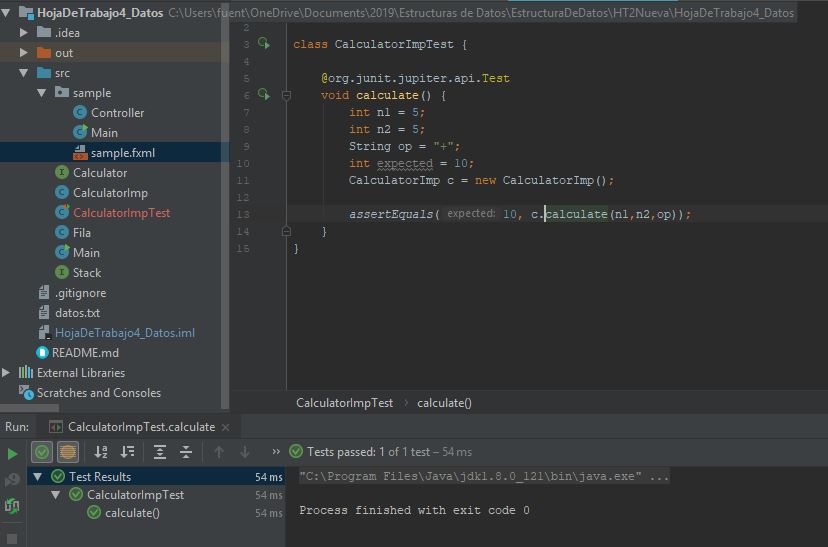 HojaDeTrabajo4_Datos C:\Users\fuent\OneDrive\Documents\2019\Estructuras de Datos\EstructuraDeDatos\HT2Nueva\HojaDeTrabajo4_Datos
.idea
out
src
sample
Controller
Main
sample.fxml
Calculator
CalculatorImp
CalculatorImpTest
Fila
Main
Stack
.gitignore
datos.txt
HojaDeTrabajo4_Datos.iml
README.md
External Libraries
Scratches and Consoles
2
3 class CalculatorImpTest {
4
5 @org.junit.jupiter.api.Test
6 void calculate() {
7 int n1 = 5;
8 int n2 = 5;
9 String op = "+";
10 int expected = 10;
11 CalculatorImp c = new CalculatorImp();
12
13 assertEquals( expected: 10, c.calculate(n1,n2,op));
14 }
15 }
CalculatorImpTest › calculate()
Run: CalculatorImpTest.calculate ×
» Tests passed: 1 of 1 test – 54 ms
Test Results 54 ms
CalculatorImpTest 54 ms
calculate() 54 ms
"C:\Program Files\Java\jdk1.8.0_121\bin\java.exe" ...
Process finished with exit code 0